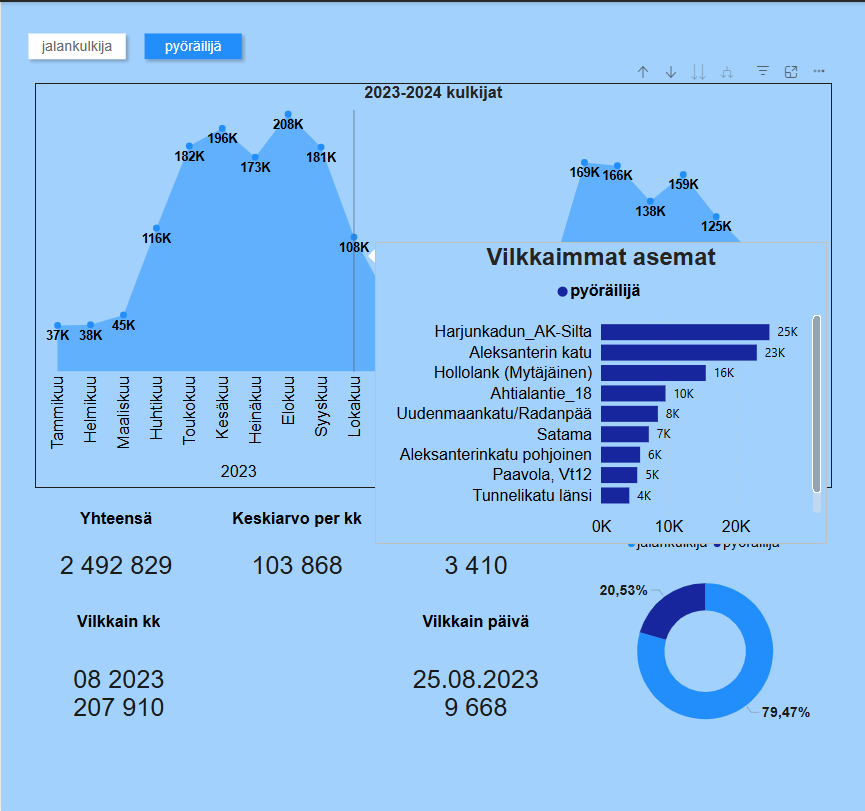 jalankulkija
pyöräilijä
2023-2024 kulkijat
37K
38K
45K
116K
182K
196K
173K
208K
181K
108K
169K
166K
138K
159K
125K
Tammikuu
Helmikuu
Maaliskuu
Huhtikuu
Toukokuu
Kesäkuu
Heinäkuu
Elokuu
Syyskuu
Lokakuu
2023
Vilkkaimmat asemat
pyöräilijä
Harjunkadun_AK-Silta 25K
Aleksanterin katu 23K
Hollolank (Mytäjäinen) 16K
Ahtialantie_18 10K
Uudenmaankatu/Radanpää 8K
Satama 7K
Aleksanterinkatu pohjoinen 6K
Paavola, Vt12 5K
Tunnelikatu länsi 4K
0K 10K 20K
Yhteensä
2 492 829
Keskiarvo per kk
103 868
3 410
Vilkkain kk
08 2023
207 910
Vilkkain päivä
25.08.2023
9 668
jalankulkija pyöräilijä
20,53%
79,47%